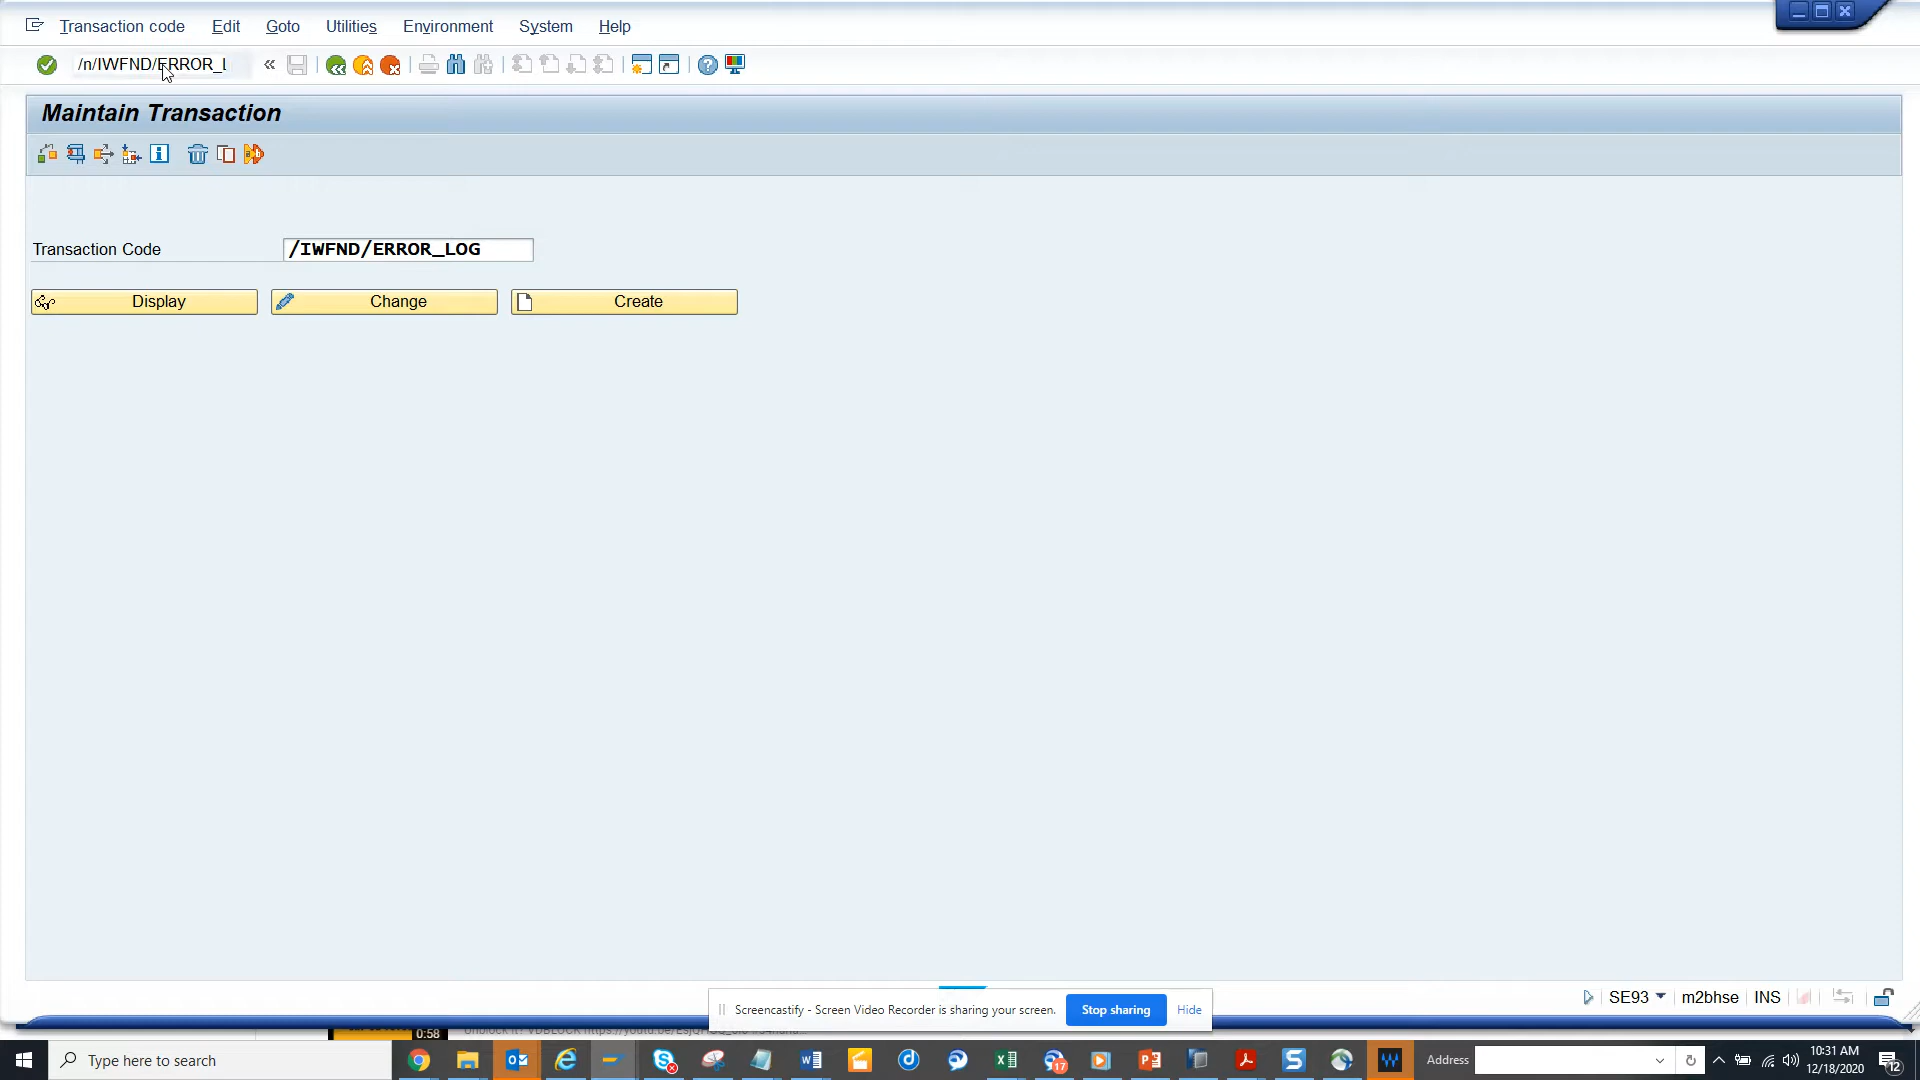 Transaction code Edit Goto Utilities Environment System Help
/n/IWFND/ERROR_L
Maintain Transaction
Transaction Code /IWFND/ERROR_LOG
Display Change Create
SE93 m2bhse INS
Screencastify - Screen Video Recorder is sharing your screen. Stop sharing Hide
0:58
Type here to search
17
Address
10:31 AM
12/18/2020
12